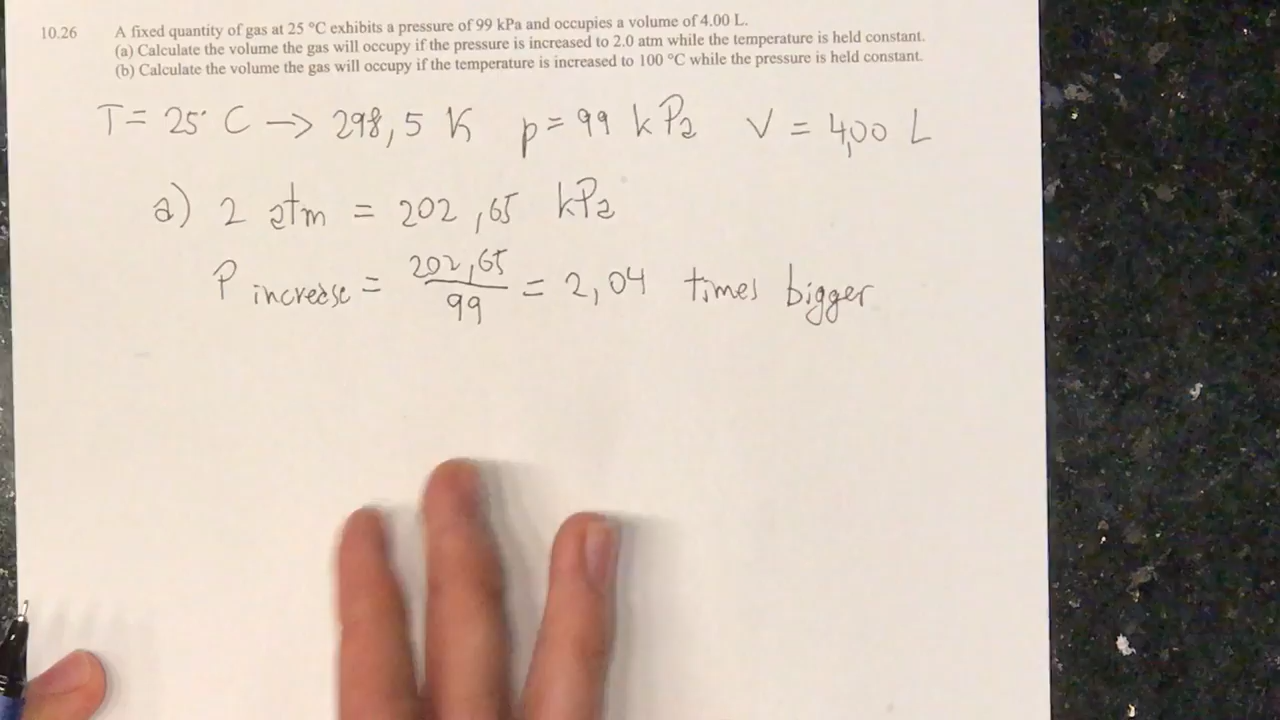 10.26 A fixed quantity of gas at 25 °C exhibits a pressure of 99 kPa and occupies a volume of 4.00 L.
(a) Calculate the volume the gas will occupy if the pressure is increased to 2.0 atm while the temperature is held constant.
(b) Calculate the volume the gas will occupy if the temperature is increased to 100 °C while the pressure is held constant.
T = 25° C → 298,5 K p = 99 kPa V = 4,00 L
a) 2 atm = 202,65 kPa
P increase = 202,65 / 99 = 2,04 times bigger